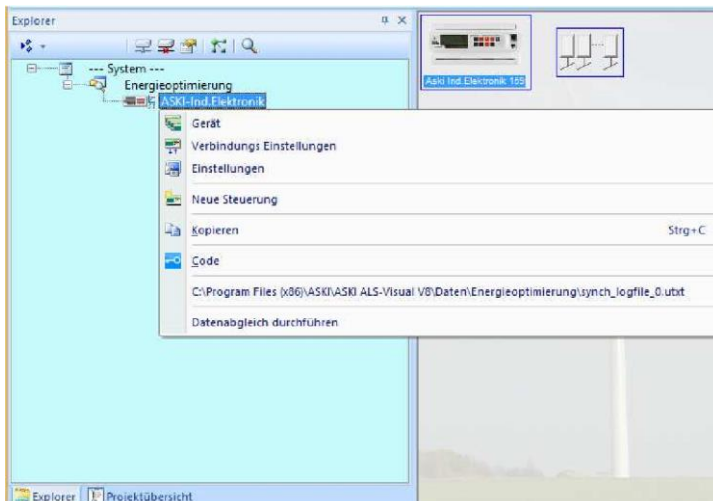 Explorer
--- System ---
Energieoptimierung
ASKI-Ind.Elektronik
Aski Ind.Elektronik 169
Gerät
Verbindungs Einstellungen
Einstellungen
Neue Steuerung
Kopieren Strg+C
Code
C:\Program Files (x86)\ASKI\ASKI ALS-Visual V8\Daten\Energieoptimierung\synch_logfile_0.utxt
Datenabgleich durchführen
Explorer Projektübersicht